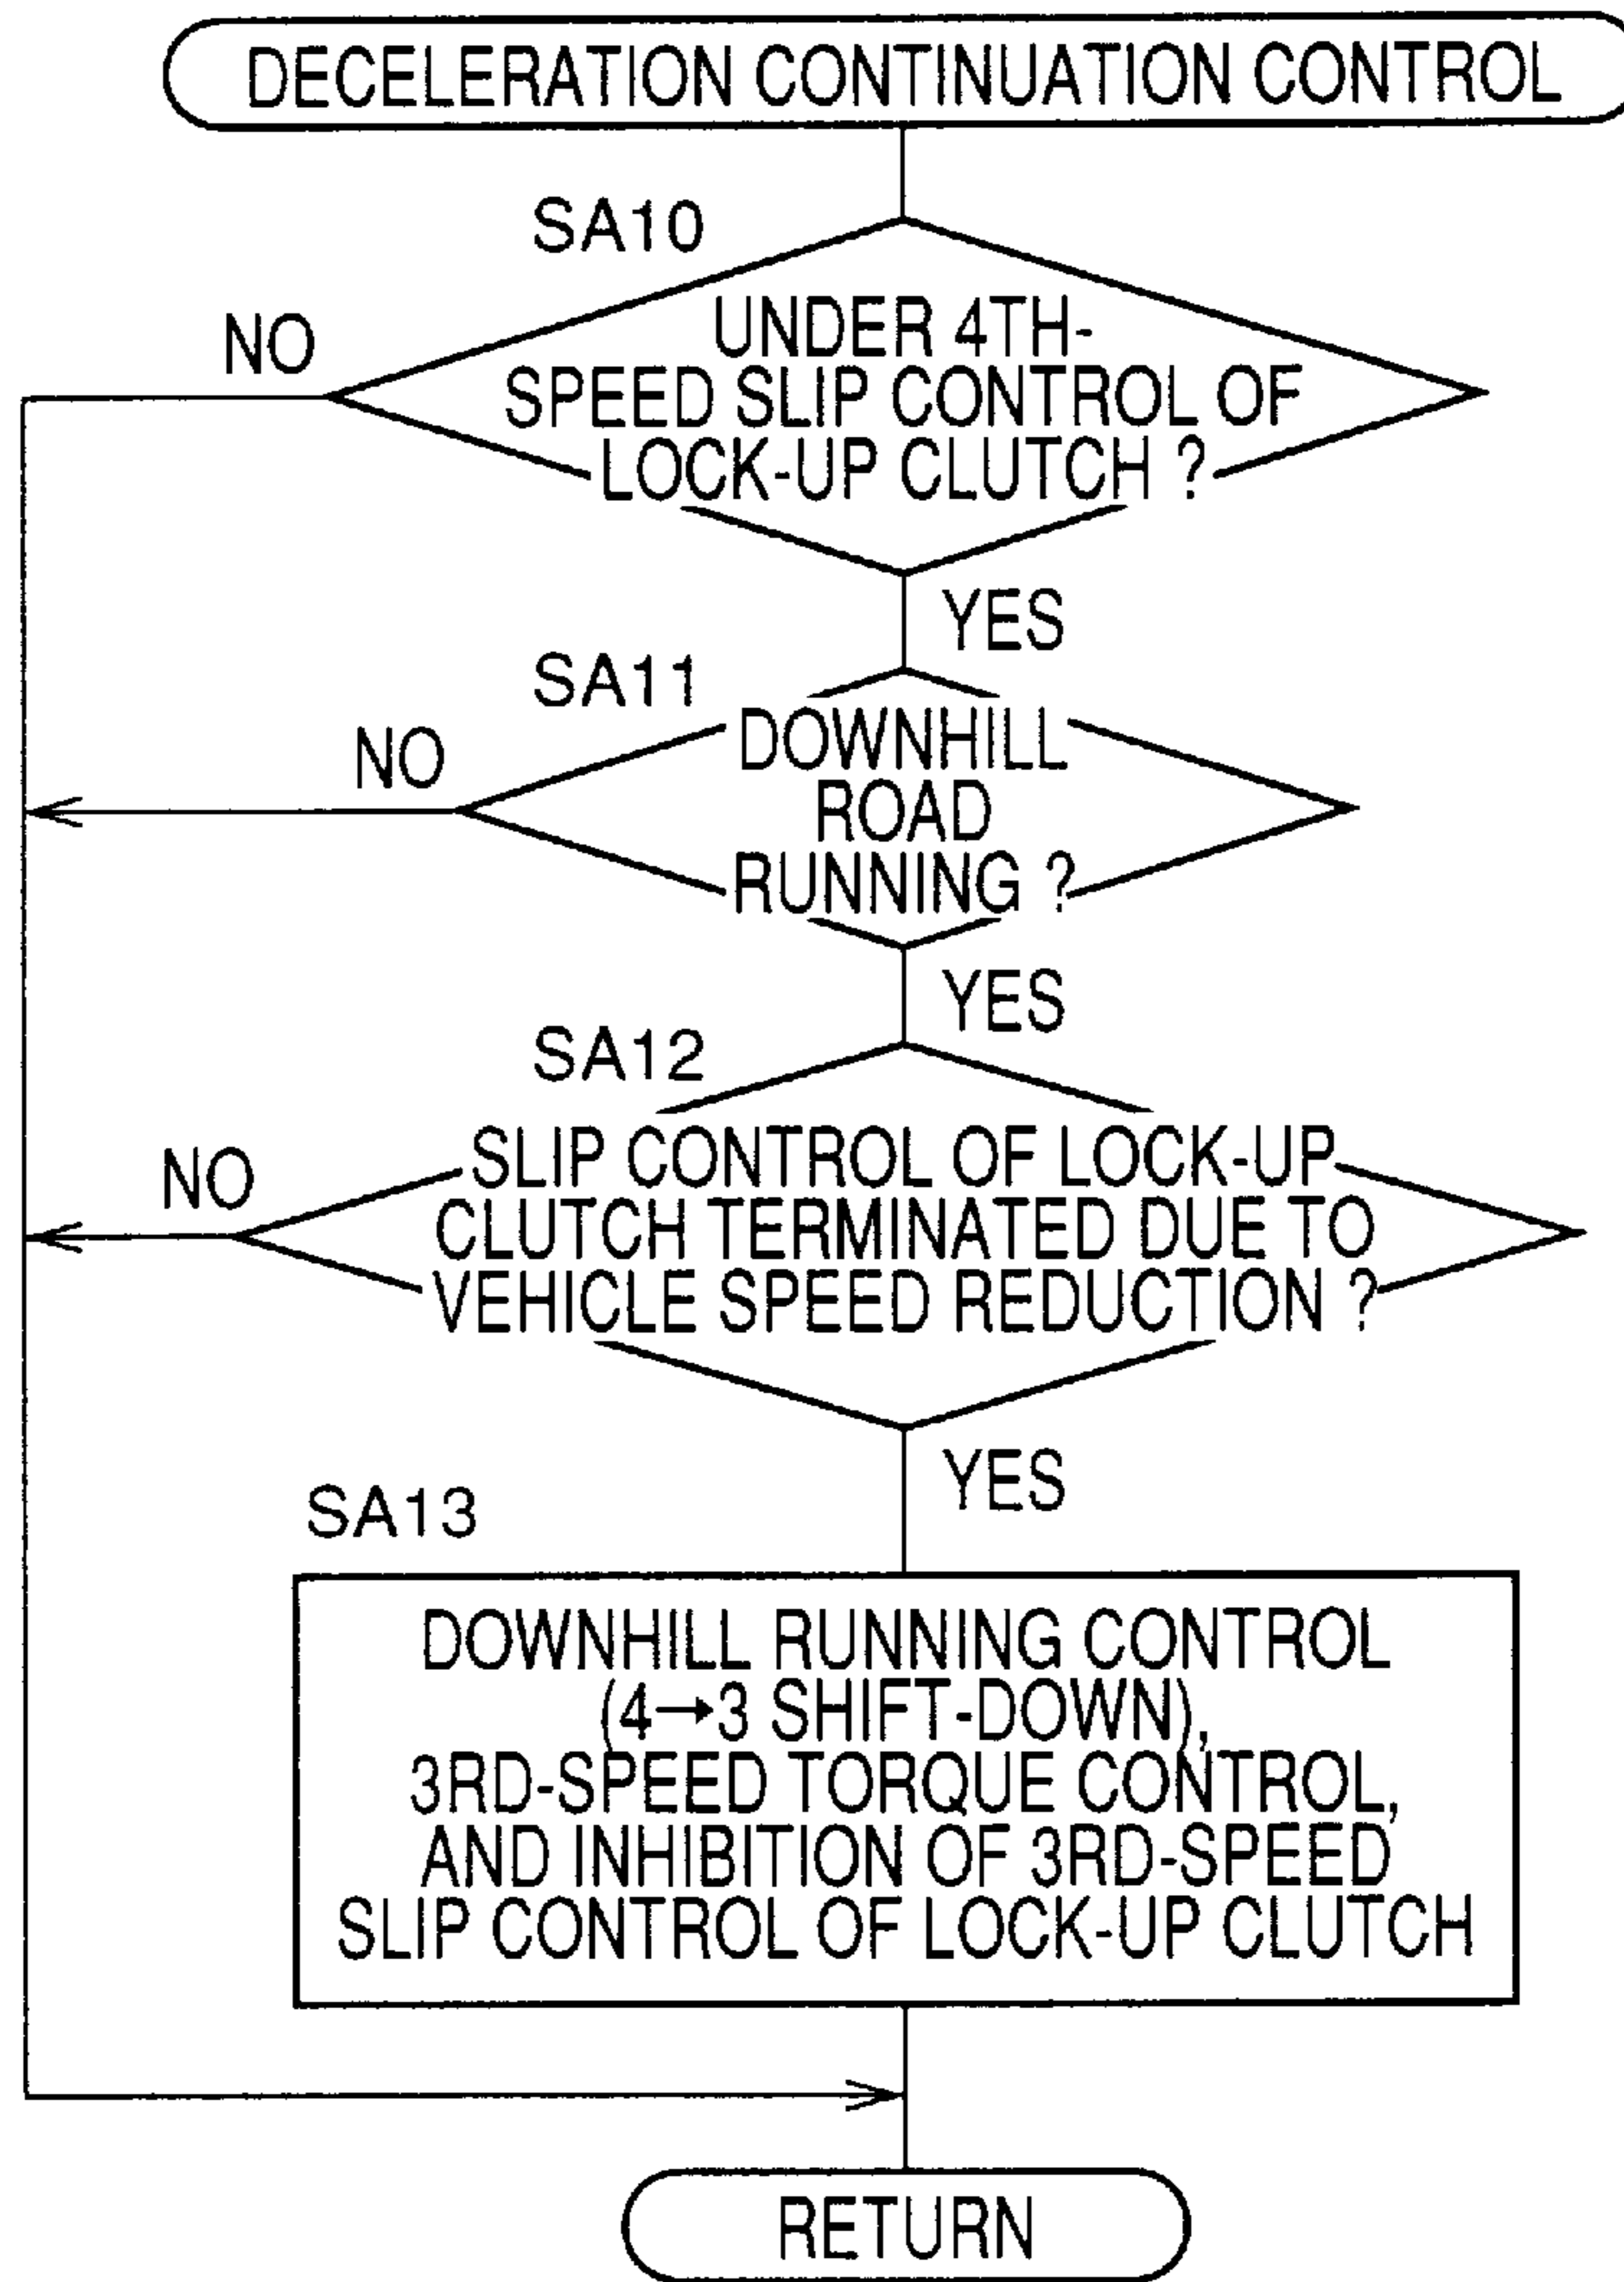 DECELERATION CONTINUATION CONTROL
SA10
NO
UNDER 4TH-
SPEED SLIP CONTROL OF
LOCK-UP CLUTCH ?
YES
SA11
NO
DOWNHILL
ROAD
RUNNING ?
YES
SA12
NO
SLIP CONTROL OF LOCK-UP
CLUTCH TERMINATED DUE TO
VEHICLE SPEED REDUCTION ?
YES
SA13
DOWNHILL RUNNING CONTROL
(4→3 SHIFT-DOWN),
3RD-SPEED TORQUE CONTROL,
AND INHIBITION OF 3RD-SPEED
SLIP CONTROL OF LOCK-UP CLUTCH
RETURN